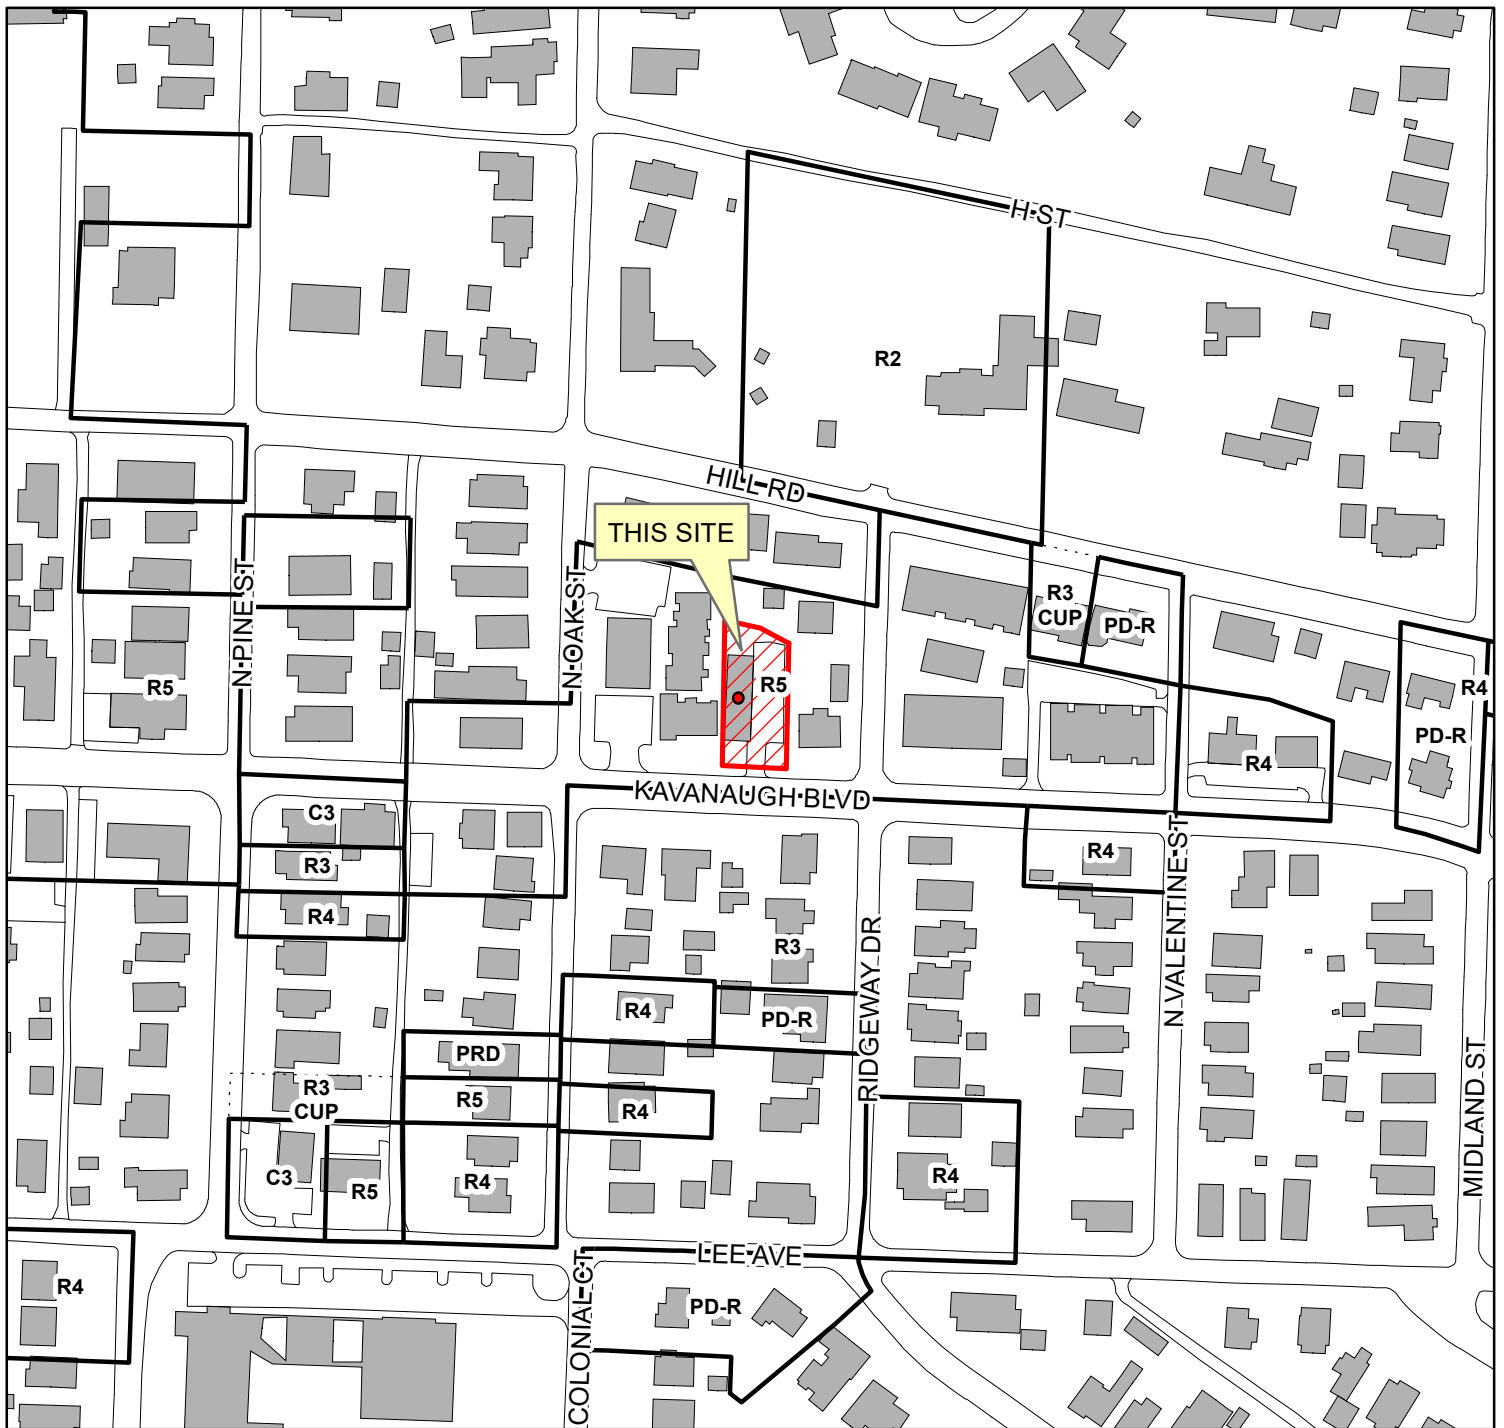 H ST
R2
HILL RD
THIS SITE
N PINE ST
N OAK ST
R3
CUP
PD-R
R5
R5
R4
PD-R
R4
KAVANAUGH BLVD
C3
R3
R4
R4
N VALENTINE ST
R3
RIDGEWAY DR
R4
PD-R
PRD
R3
CUP
R5
R4
MIDLAND ST
C3
R5
R4
R4
LEE AVE
COLONIAL CT
R4
PD-R